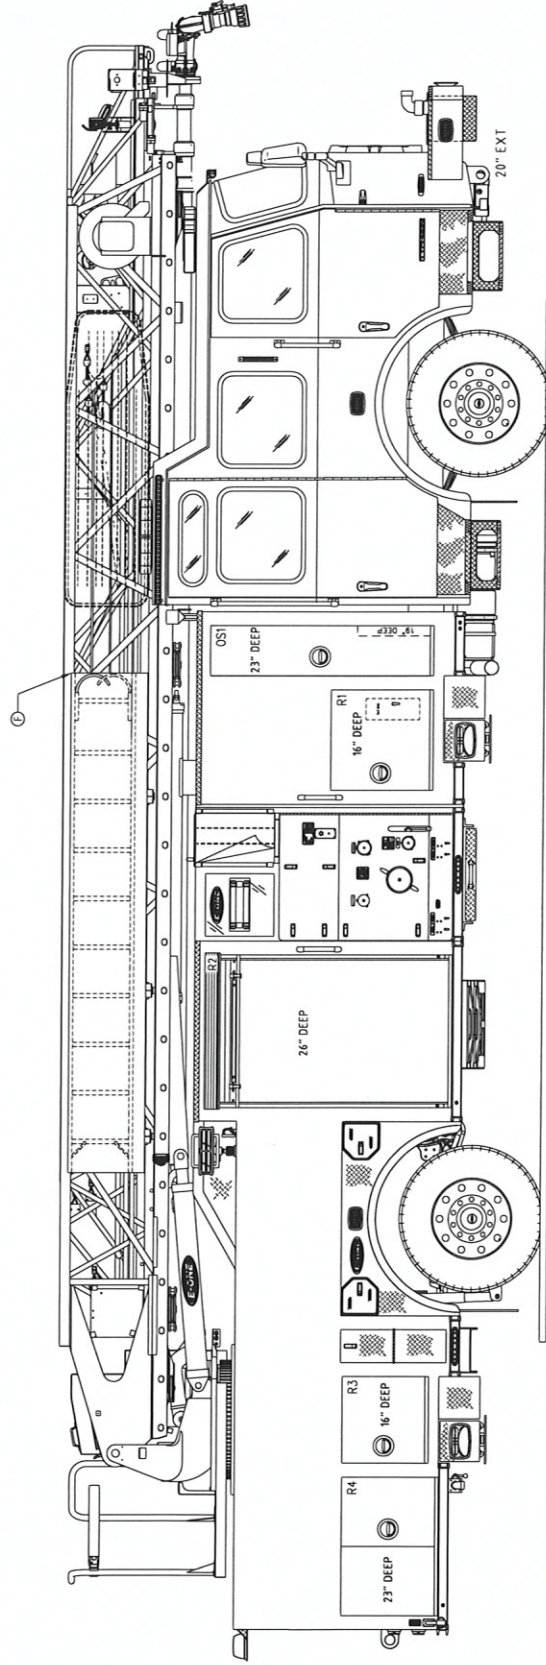 F
20" EXT
OS1
23" DEEP
19" DEEP
R1
16" DEEP
R2
26" DEEP
E-ONE
R3
16" DEEP
R4
23" DEEP